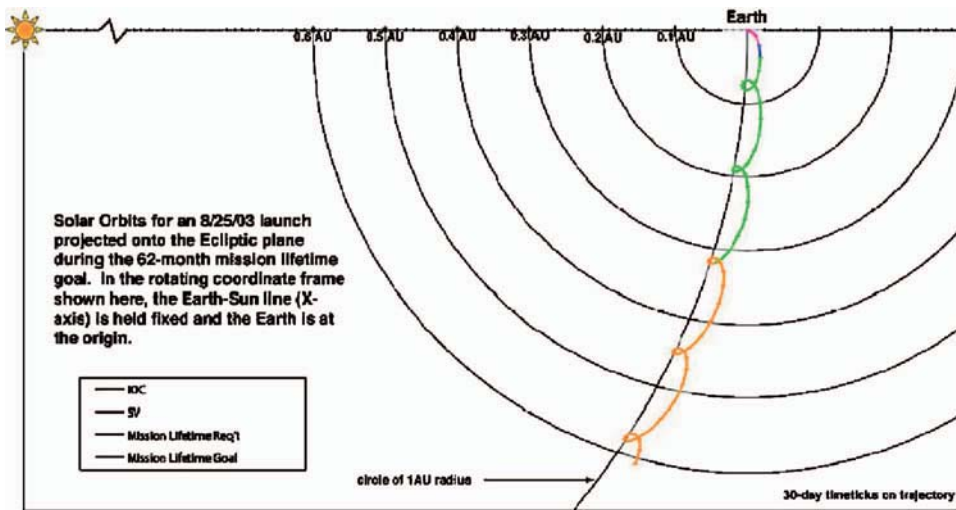 Earth
0.6 AU 0.5 AU 0.4 AU 0.3 AU 0.2 AU 0.1 AU
Solar Orbits for an 8/25/03 launch
projected onto the Ecliptic plane
during the 62-month mission lifetime
goal. In the rotating coordinate frame
shown here, the Earth-Sun line (X-
axis) is held fixed and the Earth is at
the origin.
IOC
SV
Mission Lifetime Req't
Mission Lifetime Goal
circle of 1AU radius
30-day timeticks on trajectory